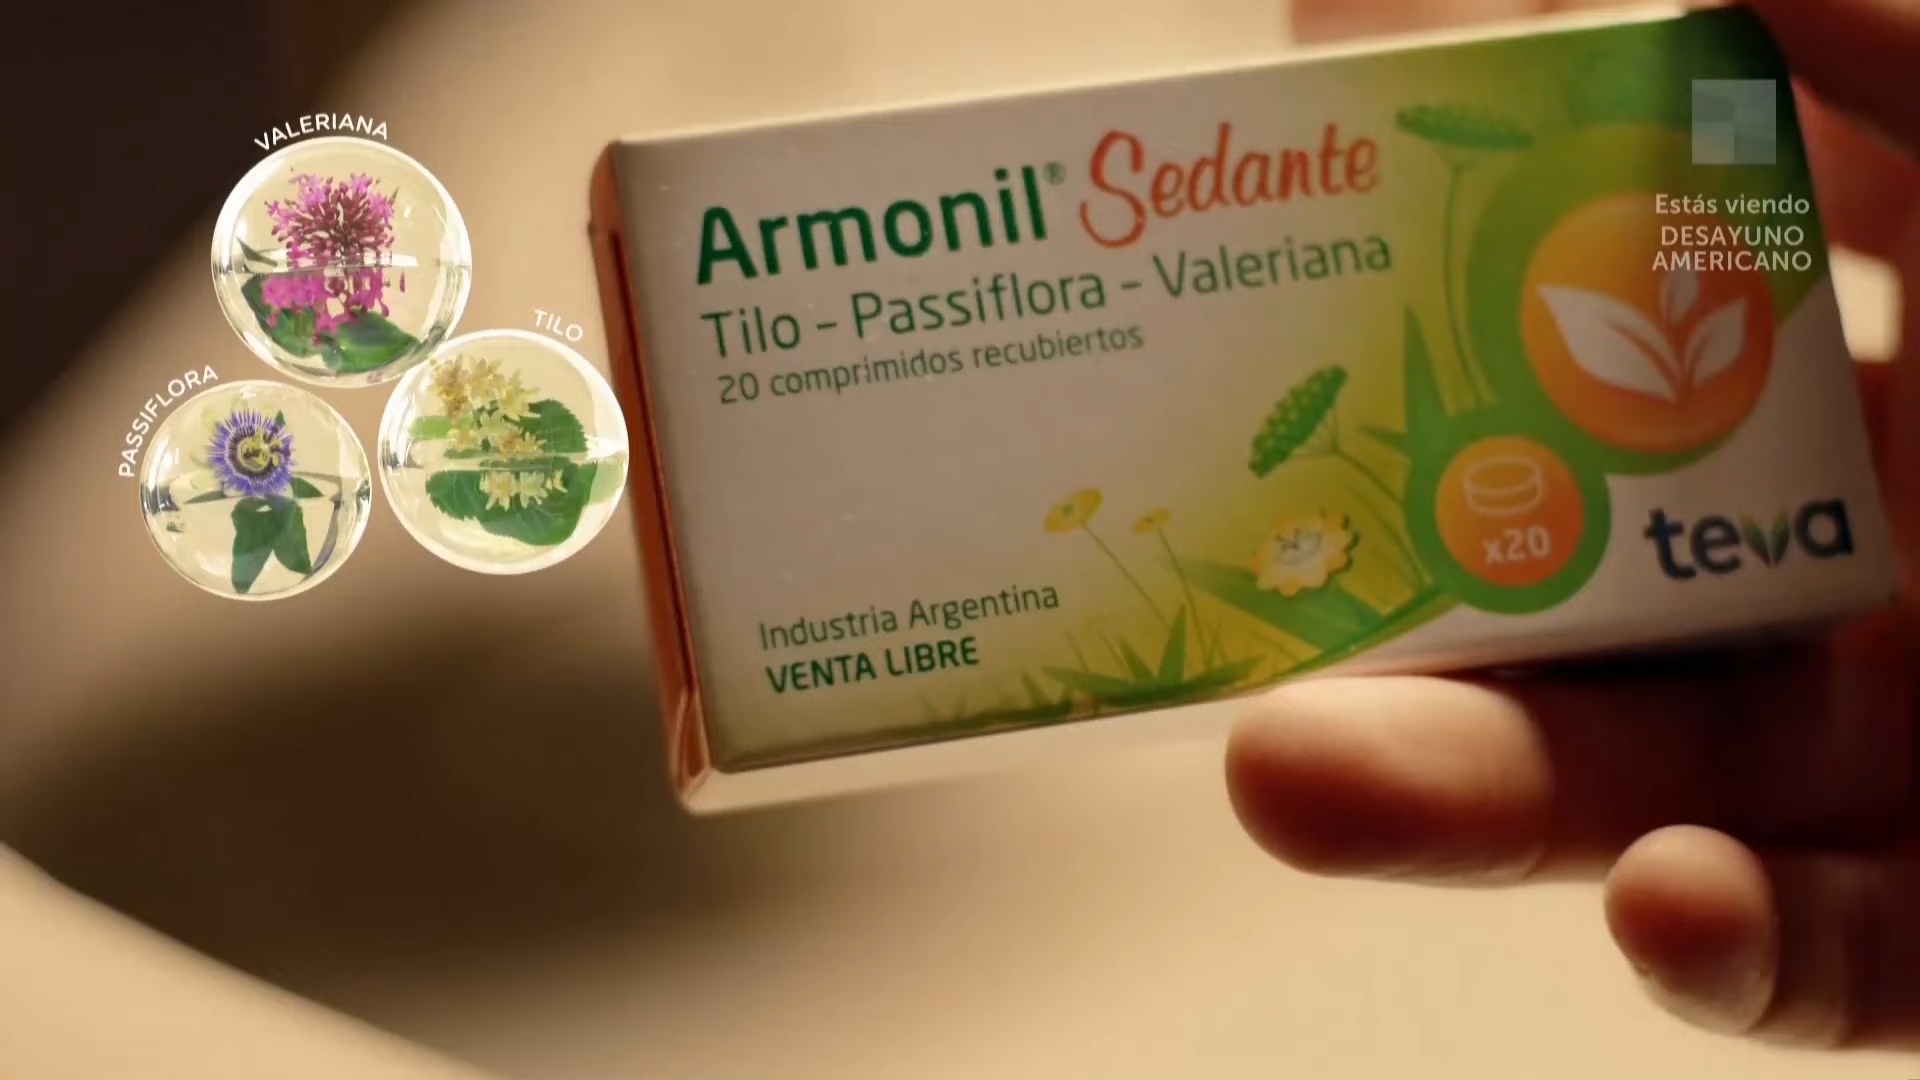 VALERIANA
TILO
PASSIFLORA
Armonil® Sedante
Tilo - Passiflora - Valeriana
20 comprimidos recubiertos
x20
teva
Industria Argentina
VENTA LIBRE
Estás viendo
DESAYUNO
AMERICANO